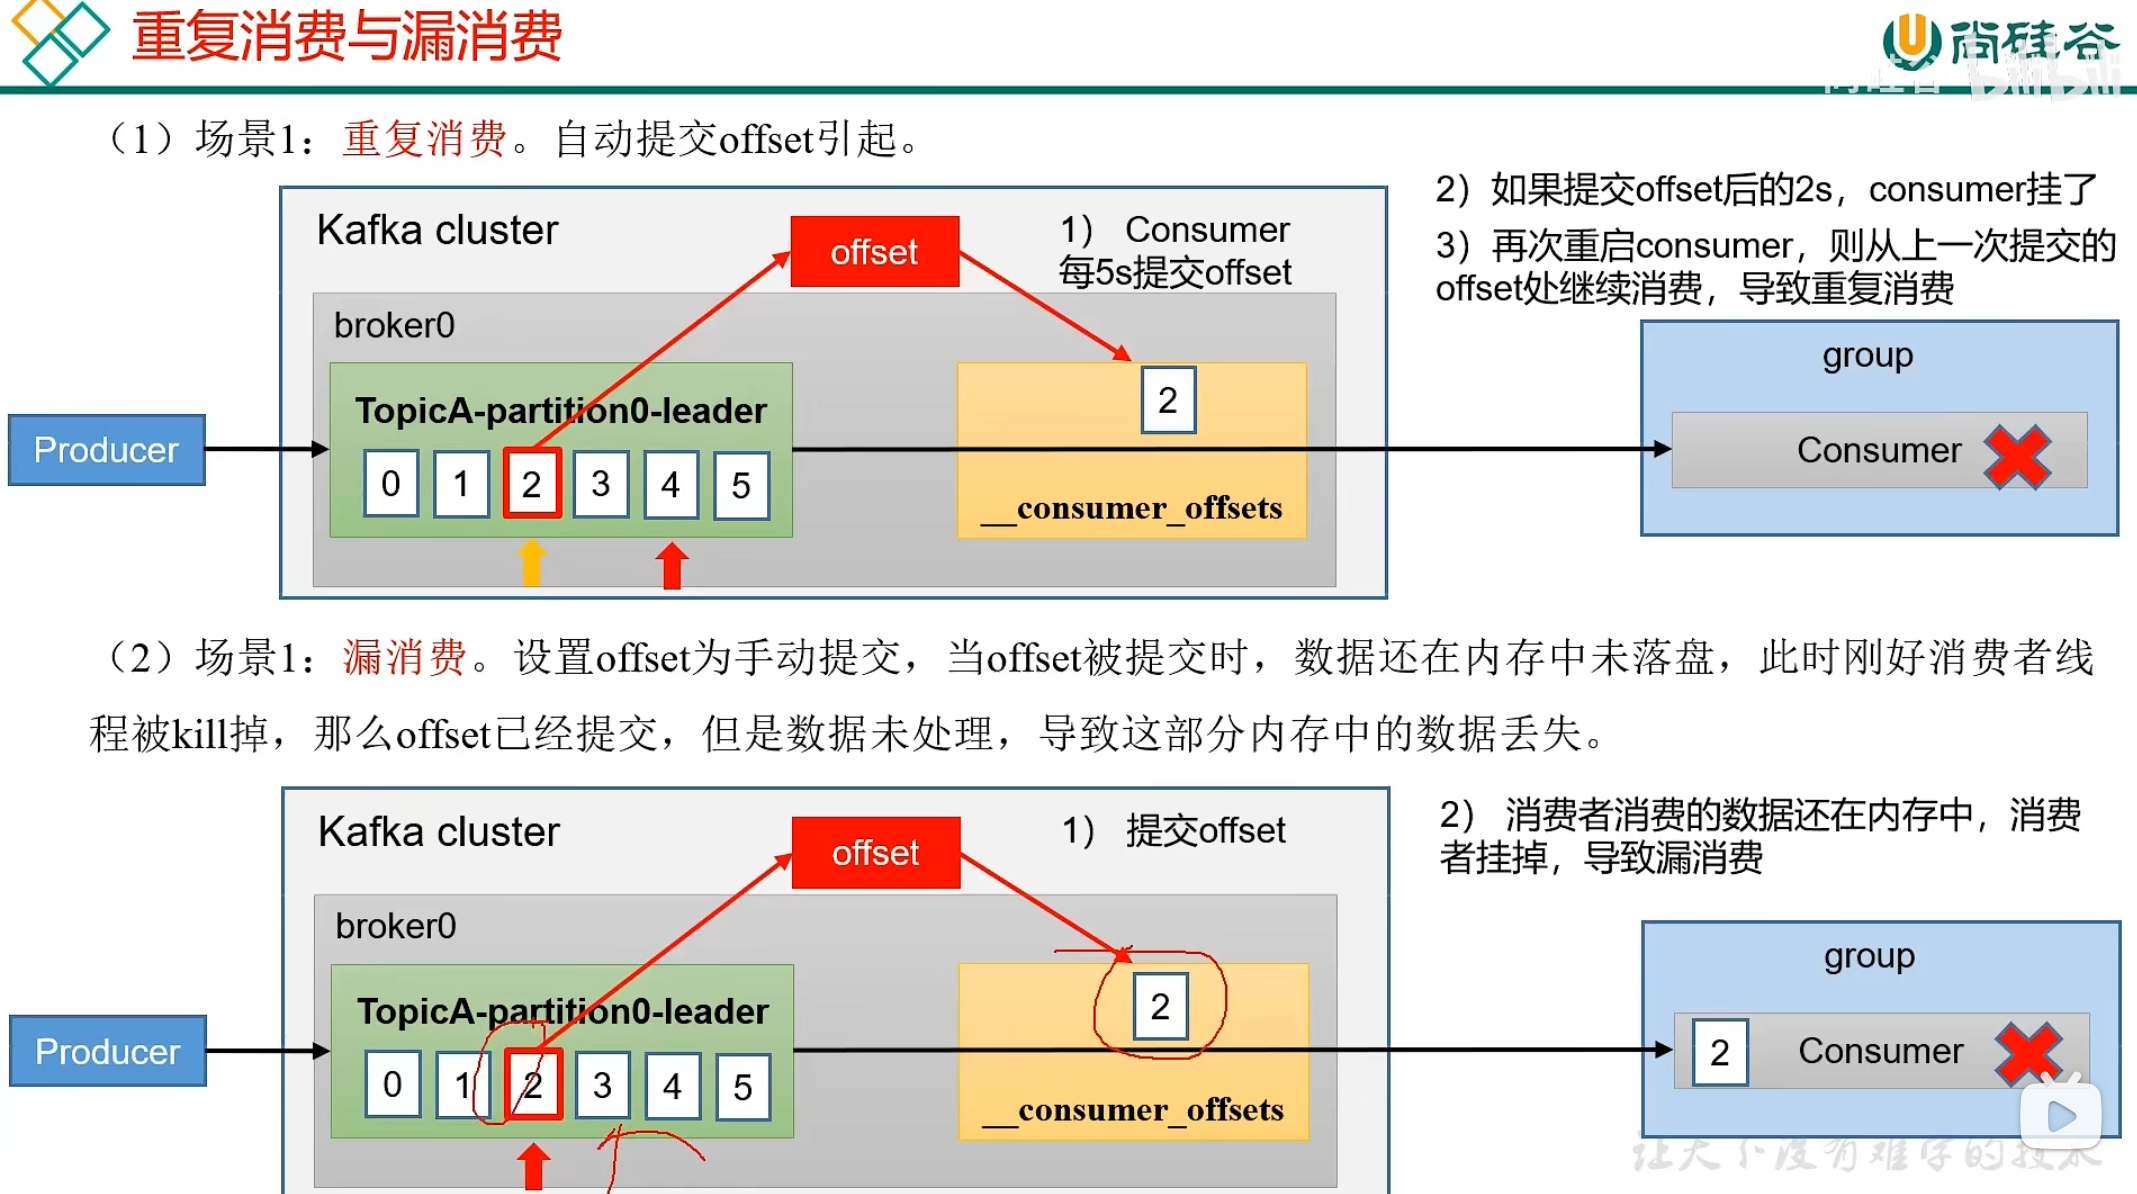 重复消费与漏消费
尚硅谷
bilibili
（1）场景1：重复消费。自动提交offset引起。
Kafka cluster
offset
1） Consumer
每5s提交offset
2）如果提交offset后的2s，consumer挂了
3）再次重启consumer，则从上一次提交的
offset处继续消费，导致重复消费
broker0
TopicA-partition0-leader
0 1 2 3 4 5
2
__consumer_offsets
Producer
group
Consumer
（2）场景1：漏消费。设置offset为手动提交，当offset被提交时，数据还在内存中未落盘，此时刚好消费者线
程被kill掉，那么offset已经提交，但是数据未处理，导致这部分内存中的数据丢失。
Kafka cluster
offset
1） 提交offset
2） 消费者消费的数据还在内存中，消费
者挂掉，导致漏消费
broker0
TopicA-partition0-leader
0 1 2 3 4 5
2
__consumer_offsets
Producer
group
2 Consumer
让天下没有难学的技术